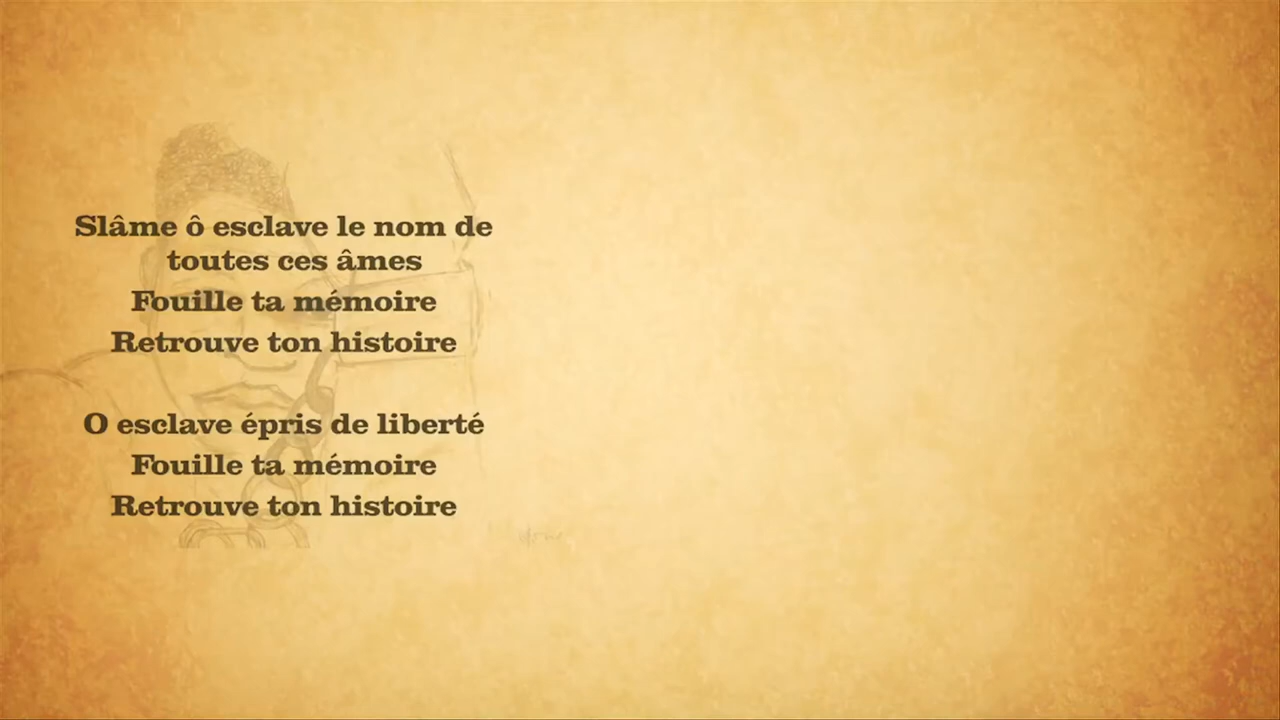 Slâme ô esclave le nom de
toutes ces âmes
Fouille ta mémoire
Retrouve ton histoire
O esclave épris de liberté
Fouille ta mémoire
Retrouve ton histoire